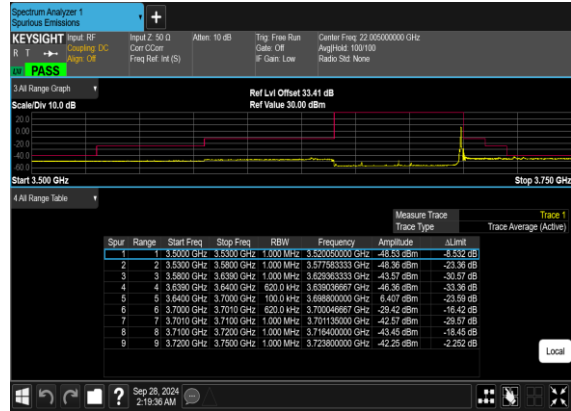 Spectrum Analyzer 1
Spurious Emissions
KEYSIGHT Input: RF Input Z: 50 Ω Atten: 10 dB Trig: Free Run Center Freq: 22.005000000 GHz
R T Coupling: DC Corr CCorr Gate: Off Avg|Hold: 100/100
Align: Off Freq Ref: Int (S) IF Gain: Low Radio Std: None
PASS
3 All Range Graph
Ref Lvl Offset 33.41 dB
Scale/Div 10.0 dB Ref Value 30.00 dBm
20.0
0.00
-20.0
-40.0
-60.0
Start 3.500 GHz Stop 3.750 GHz
4 All Range Table
Measure Trace Trace 1
Trace Type Trace Average (Active)
Spur Range Start Freq Stop Freq RBW Frequency Amplitude ΔLimit
1 1 3.5000 GHz 3.5300 GHz 1.000 MHz 3.520050000 GHz -48.53 dBm -8.532 dB
2 2 3.5300 GHz 3.5800 GHz 1.000 MHz 3.577583333 GHz -48.36 dBm -23.36 dB
3 3 3.5800 GHz 3.6390 GHz 1.000 MHz 3.629363333 GHz -43.57 dBm -30.57 dB
4 4 3.6390 GHz 3.6400 GHz 620.0 kHz 3.639036667 GHz -46.36 dBm -33.36 dB
5 5 3.6400 GHz 3.7000 GHz 100.0 kHz 3.698800000 GHz 6.407 dBm -23.59 dB
6 6 3.7000 GHz 3.7010 GHz 620.0 kHz 3.700046667 GHz -29.42 dBm -16.42 dB
7 7 3.7010 GHz 3.7100 GHz 1.000 MHz 3.701135000 GHz -42.57 dBm -29.57 dB
8 8 3.7100 GHz 3.7200 GHz 1.000 MHz 3.716400000 GHz -43.45 dBm -18.45 dB
9 9 3.7200 GHz 3.7500 GHz 1.000 MHz 3.723800000 GHz -42.25 dBm -2.252 dB
Local
Sep 28, 2024
2:19:36 AM